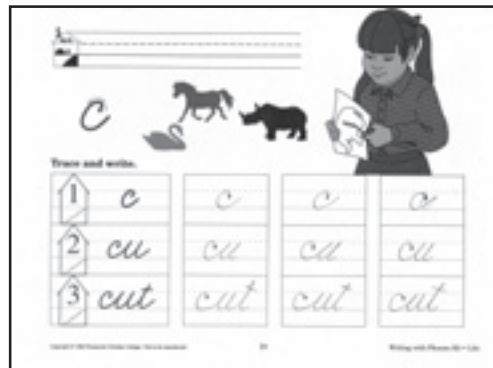 c
Trace and write.
1 c c c c
2 cu cu cu cu
3 cut cut cut cut